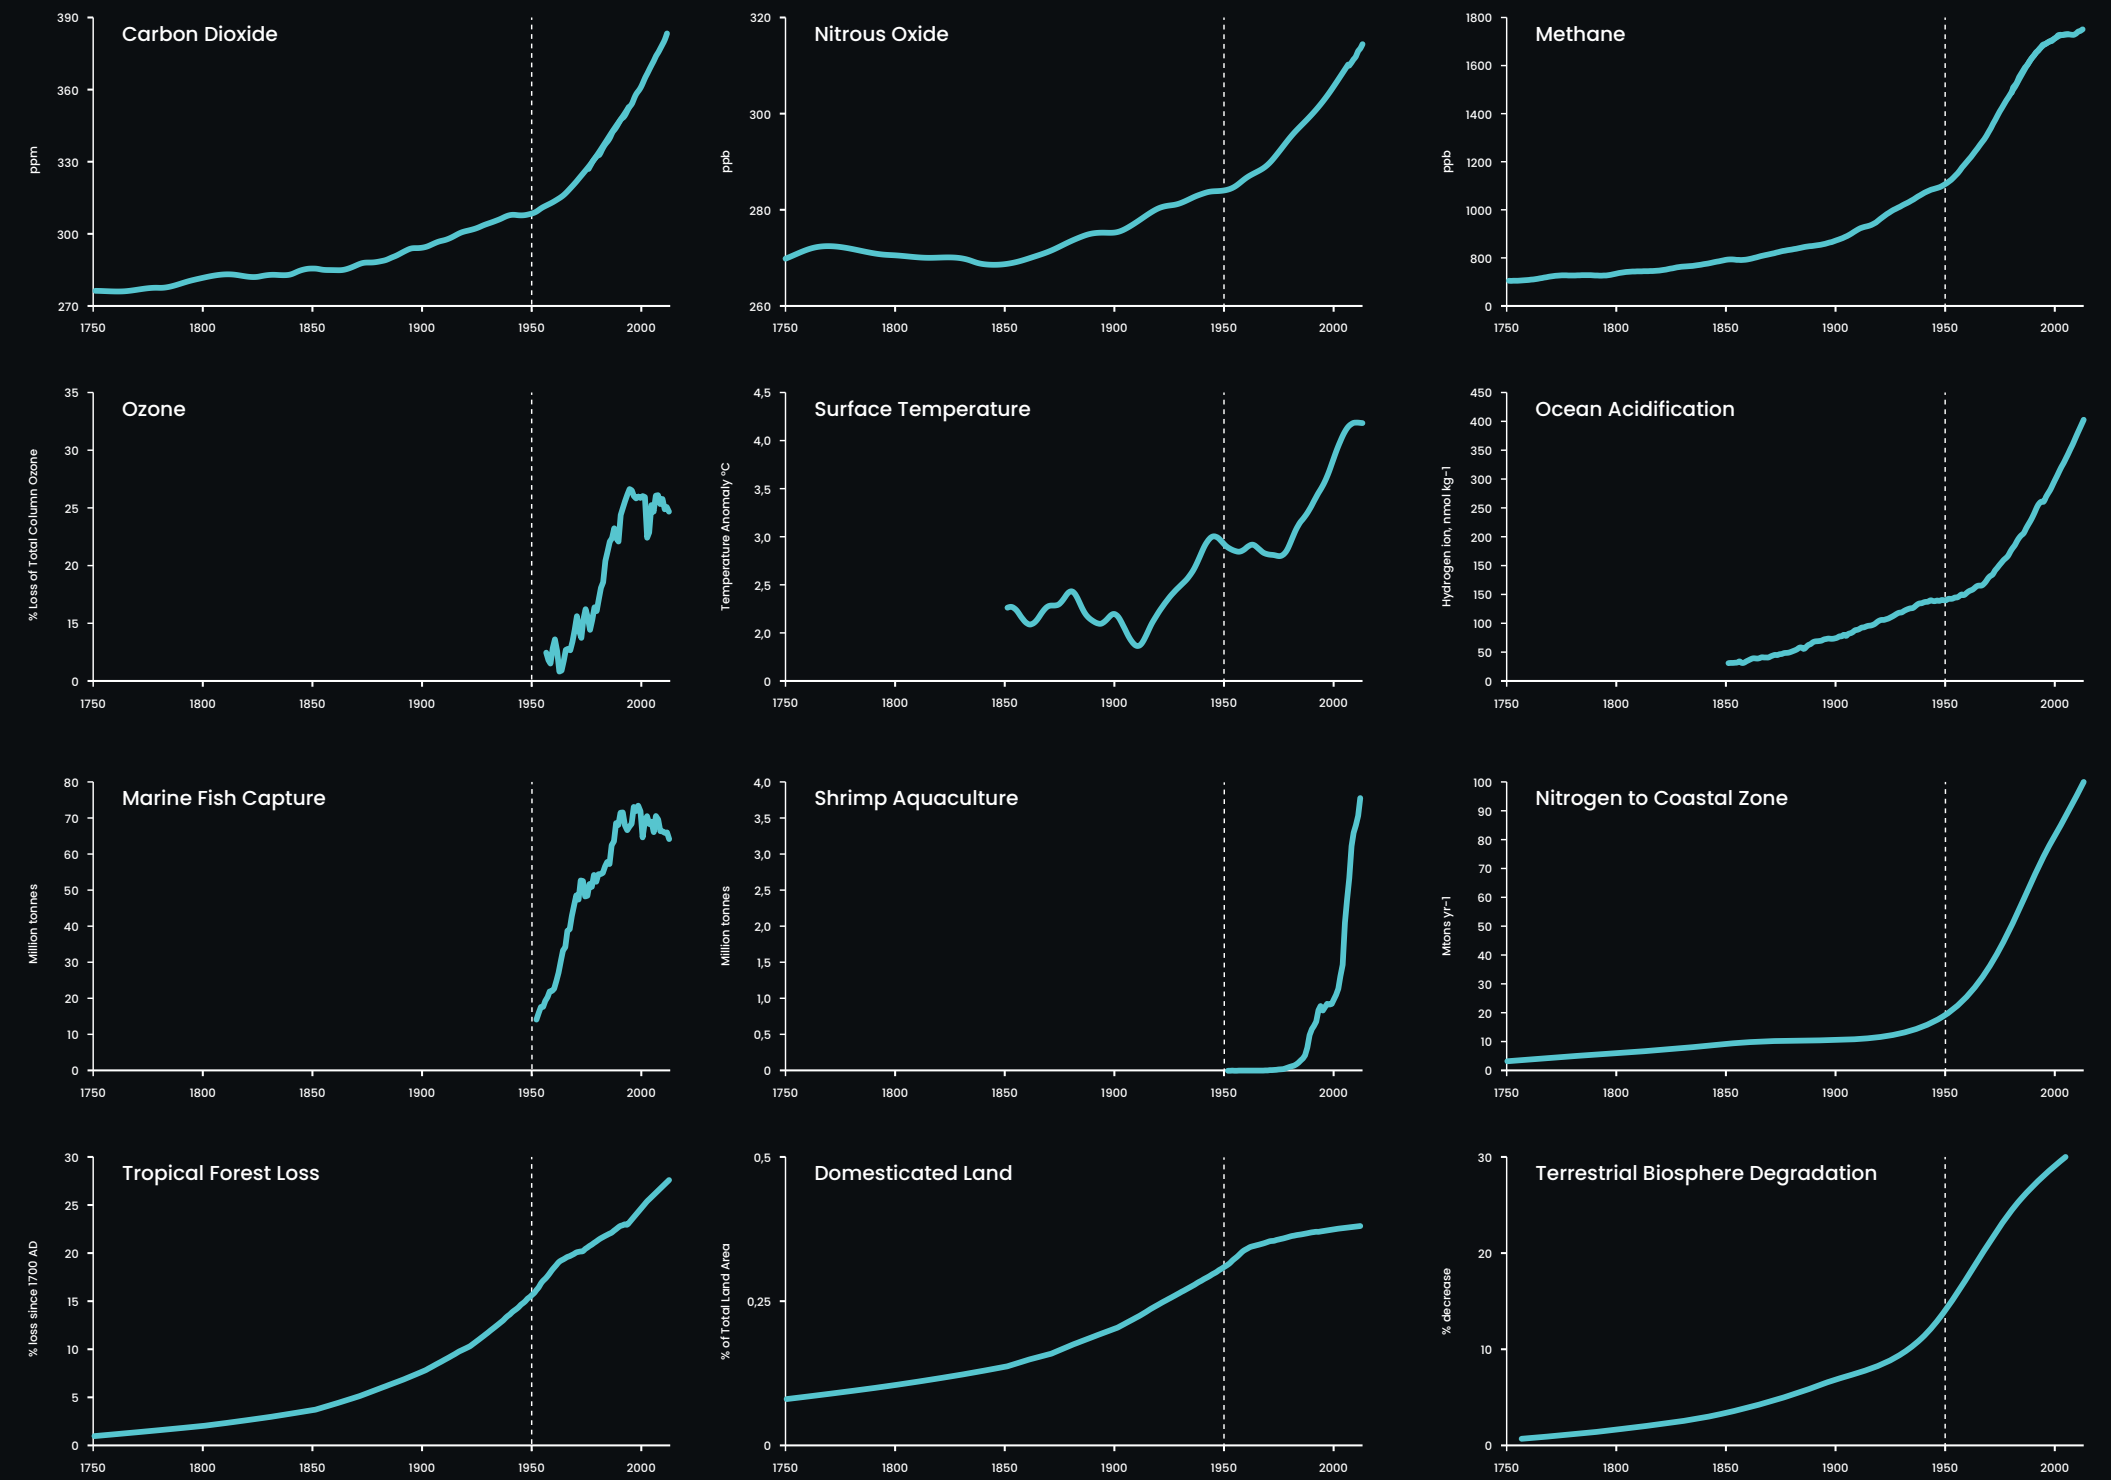 Carbon Dioxide
ppm
390
360
330
300
270
1750 1800 1850 1900 1950 2000
Nitrous Oxide
ppb
320
300
280
260
1750 1800 1850 1900 1950 2000
Methane
ppb
1800
1600
1400
1200
1000
800
0
1750 1800 1850 1900 1950 2000
Ozone
% Loss of Total Column Ozone
35
30
25
20
15
0
1750 1800 1850 1900 1950 2000
Surface Temperature
Temperature Anomaly °C
4,5
4,0
3,5
3,0
2,5
2,0
0
1750 1800 1850 1900 1950 2000
Ocean Acidification
Hydrogen ion, nmol kg-1
450
400
350
300
250
200
150
150
100
50
0
1750 1800 1850 1900 1950 2000
Marine Fish Capture
Million tonnes
80
70
60
50
40
30
20
10
0
1750 1800 1850 1900 1950 2000
Shrimp Aquaculture
Million tonnes
4,0
3,5
3,0
2,5
2,0
1,5
1,0
0,5
0
1750 1800 1850 1900 1950 2000
Nitrogen to Coastal Zone
Mtons yr-1
100
90
80
70
60
50
40
30
20
10
0
1750 1800 1850 1900 1950 2000
Tropical Forest Loss
% loss since 1700 AD
30
25
20
15
10
5
0
1750 1800 1850 1900 1950 2000
Domesticated Land
% of Total Land Area
0,5
0,25
0
1750 1800 1850 1900 1950 2000
Terrestrial Biosphere Degradation
% decrease
30
20
10
0
1750 1800 1850 1900 1950 2000